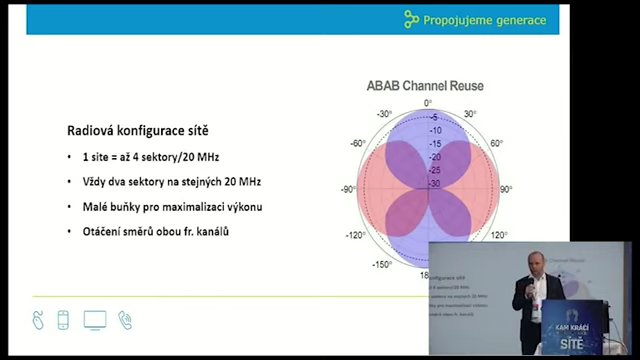 Propojujeme generace
Radiová konfigurace sítě
• 1 site = až 4 sektory/20 MHz
• Vždy dva sektory na stejných 20 MHz
• Malé buňky pro maximalizaci výkonu
• Otáčení směrů obou fr. kanálů
ABAB Channel Reuse
0°
-30° 30°
-5
-10
-60° 60°
-15
-20
-25
-30
-90° 90°
-120° 120°
-150°
18
KAM KRÁČÍ
SÍTĚ